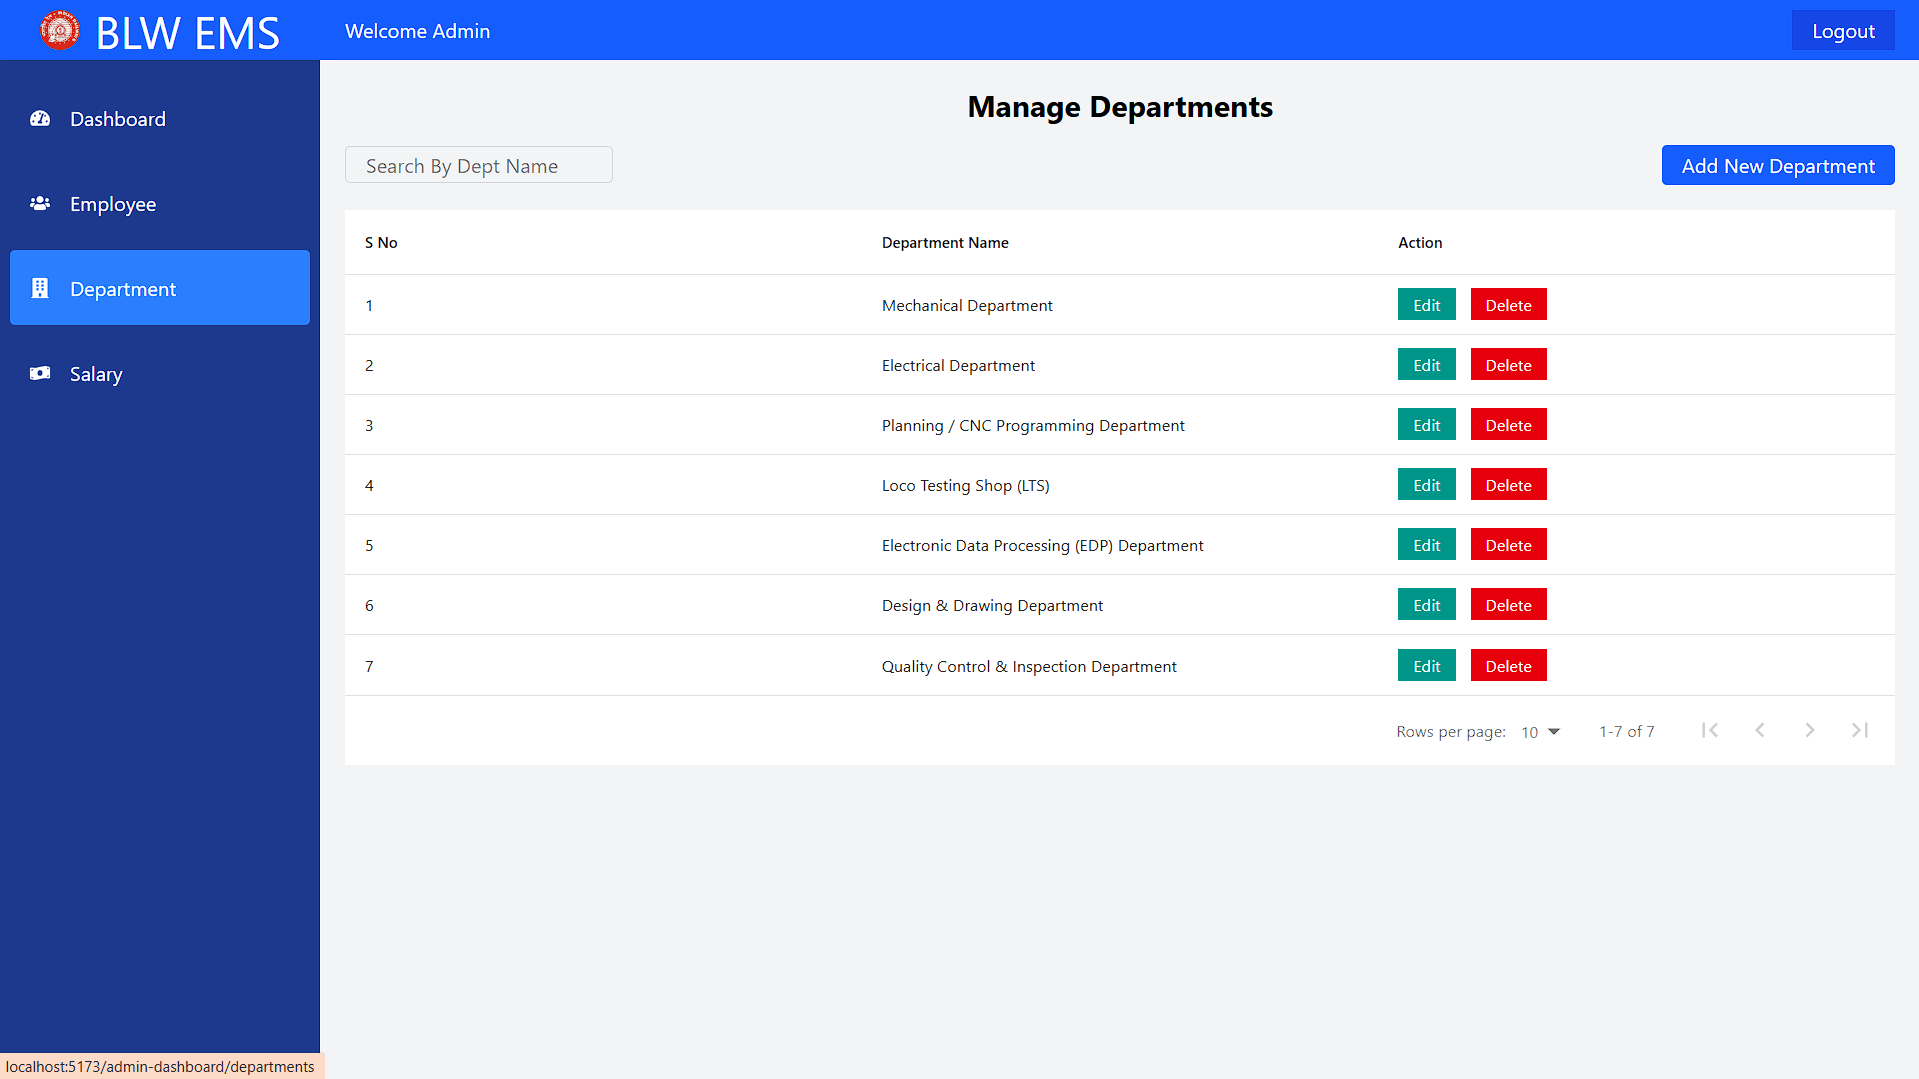 BLW EMS
Welcome Admin
Logout
Dashboard
Employee
Department
Salary
Manage Departments
Search By Dept Name
Add New Department
S No Department Name Action
1 Mechanical Department Edit Delete
2 Electrical Department Edit Delete
3 Planning / CNC Programming Department Edit Delete
4 Loco Testing Shop (LTS) Edit Delete
5 Electronic Data Processing (EDP) Department Edit Delete
6 Design & Drawing Department Edit Delete
7 Quality Control & Inspection Department Edit Delete
Rows per page: 10 1-7 of 7
localhost:5173/admin-dashboard/departments